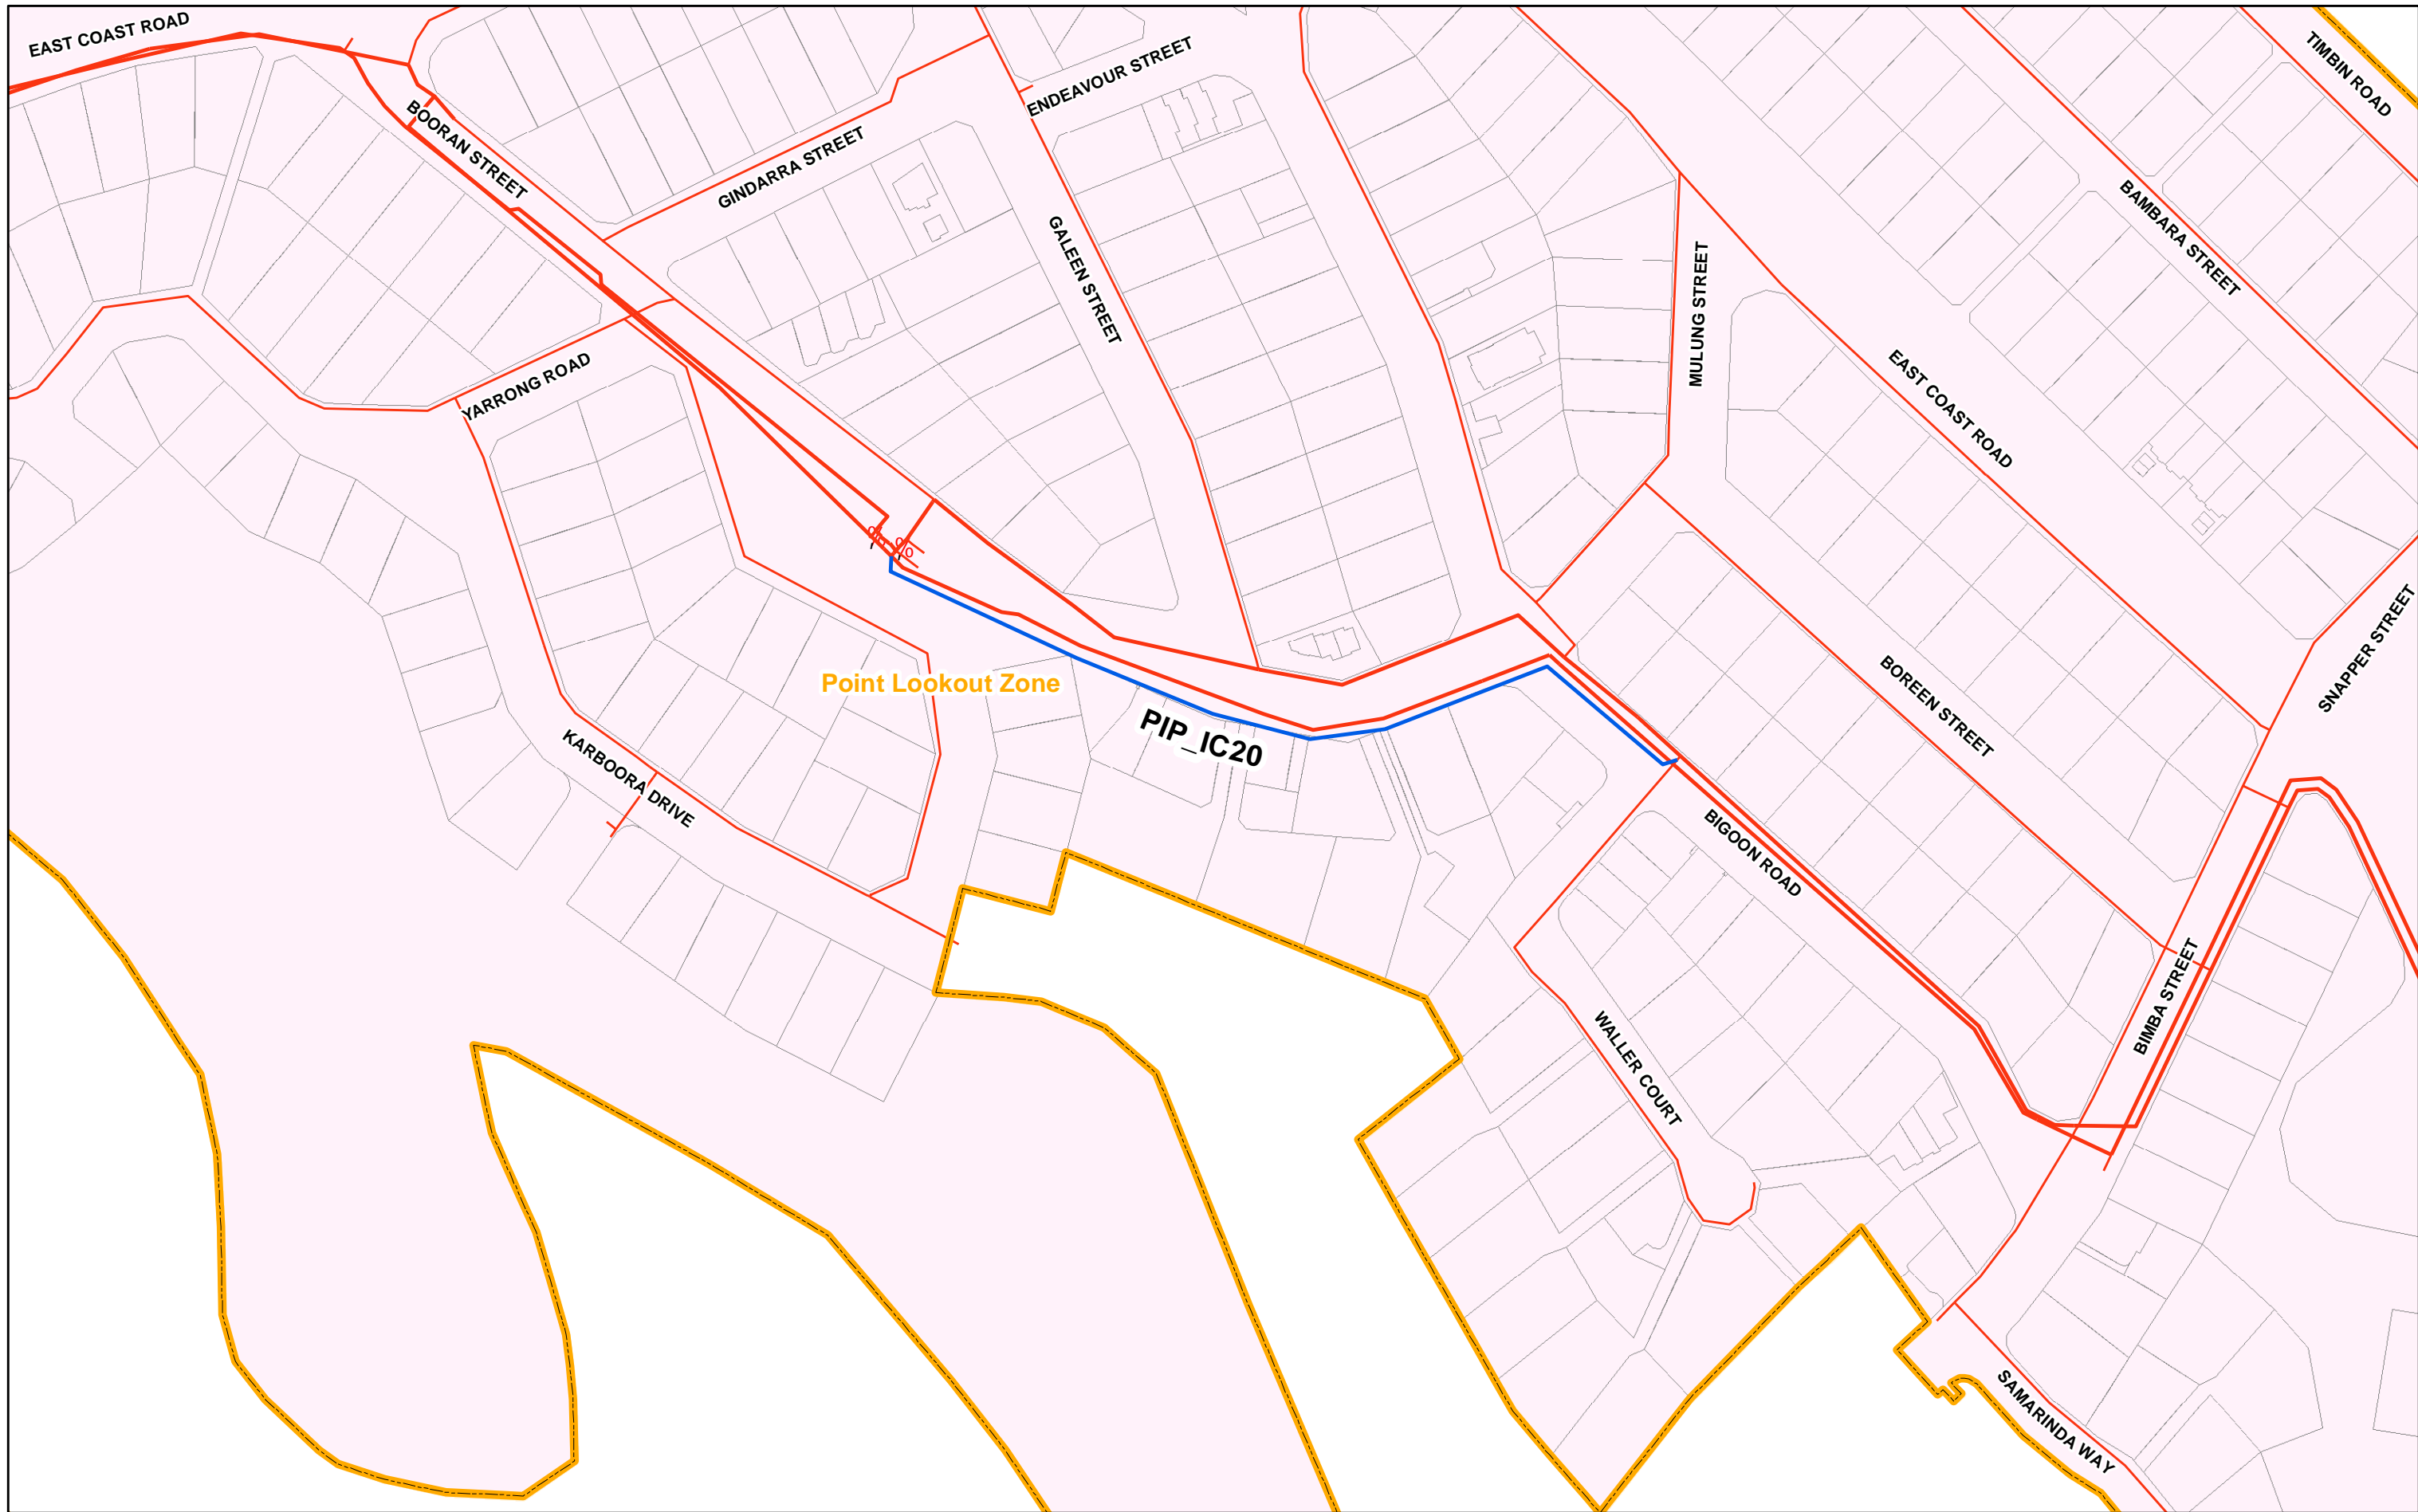 EAST COAST ROAD
ENDEAVOUR STREET
TIMBIN ROAD
BOORAN STREET
GINDARRA STREET
BAMBARA STREET
GALEEN STREET
MULUNG STREET
YARRONG ROAD
EAST COAST ROAD
SNAPPER STREET
Point Lookout Zone
BOREEN STREET
PIP_IC20
KARBOORA DRIVE
BIGOON ROAD
BIMBA STREET
WALLER COURT
SAMARINDA WAY